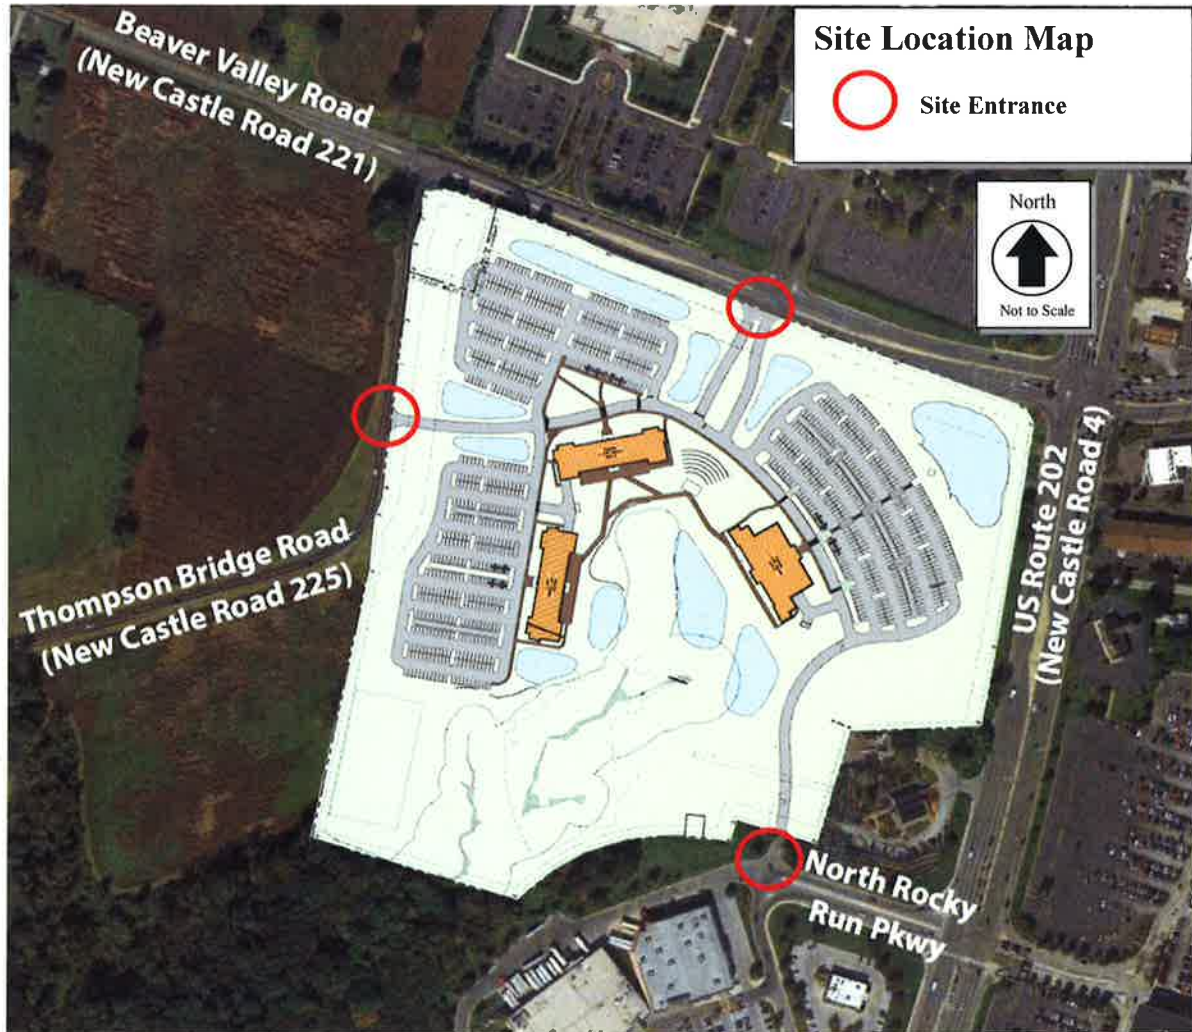 Site Location Map
Site Entrance
North
Not to Scale
Beaver Valley Road
(New Castle Road 221)
Thompson Bridge Road
(New Castle Road 225)
US Route 202
(New Castle Road 4)
North Rocky
Run Pkwy